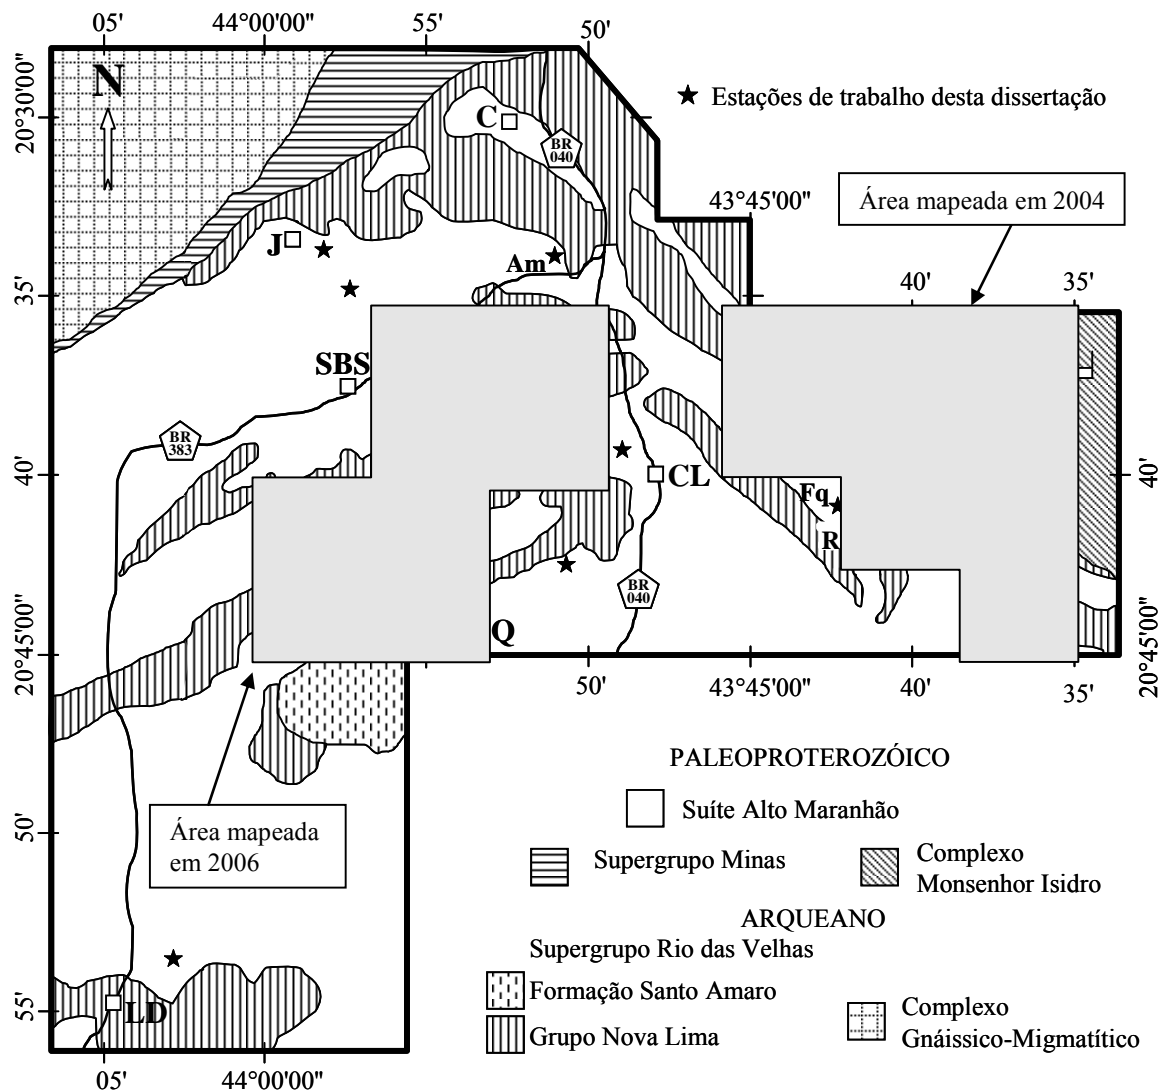 05'
44°00'00"
55'
50'
N
20°30'00"
C
BR
040
Estações de trabalho desta dissertação
43°45'00"
Área mapeada em 2004
J
Am
35'
40'
35'
SBS
BR
383
40'
CL
Fq
R
40'
BR
040
20°45'00"
Q
50'
43°45'00"
40'
35'
20°45'00"
PALEOPROTEROZÓICO
Suíte Alto Maranhão
Área mapeada
em 2006
50'
Supergrupo Minas
Complexo
Monsenhor Isidro
ARQUEANO
Supergrupo Rio das Velhas
Formação Santo Amaro
Grupo Nova Lima
Complexo
Gnáissico-Migmatítico
55'
LD
05'
44°00'00"